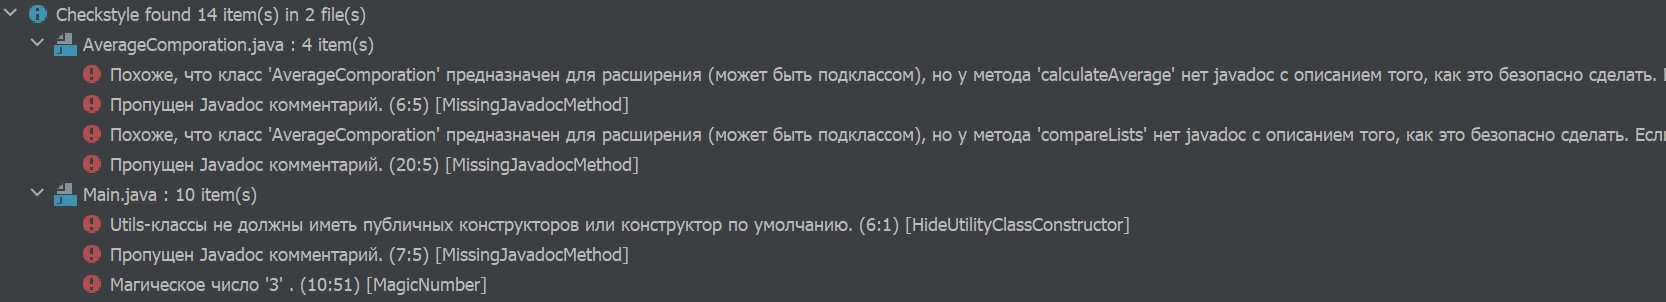 Checkstyle found 14 item(s) in 2 file(s)
AverageComporation.java : 4 item(s)
Похоже, что класс 'AverageComporation' предназначен для расширения (может быть подклассом), но у метода 'calculateAverage' нет javadoc с описанием того, как это безопасно сделать.
Пропущен Javadoc комментарий. (6:5) [MissingJavadocMethod]
Похоже, что класс 'AverageComporation' предназначен для расширения (может быть подклассом), но у метода 'compareLists' нет javadoc с описанием того, как это безопасно сделать. Если
Пропущен Javadoc комментарий. (20:5) [MissingJavadocMethod]
Main.java : 10 item(s)
Utils-классы не должны иметь публичных конструкторов или конструктор по умолчанию. (6:1) [HideUtilityClassConstructor]
Пропущен Javadoc комментарий. (7:5) [MissingJavadocMethod]
Магическое число '3' . (10:51) [MagicNumber]